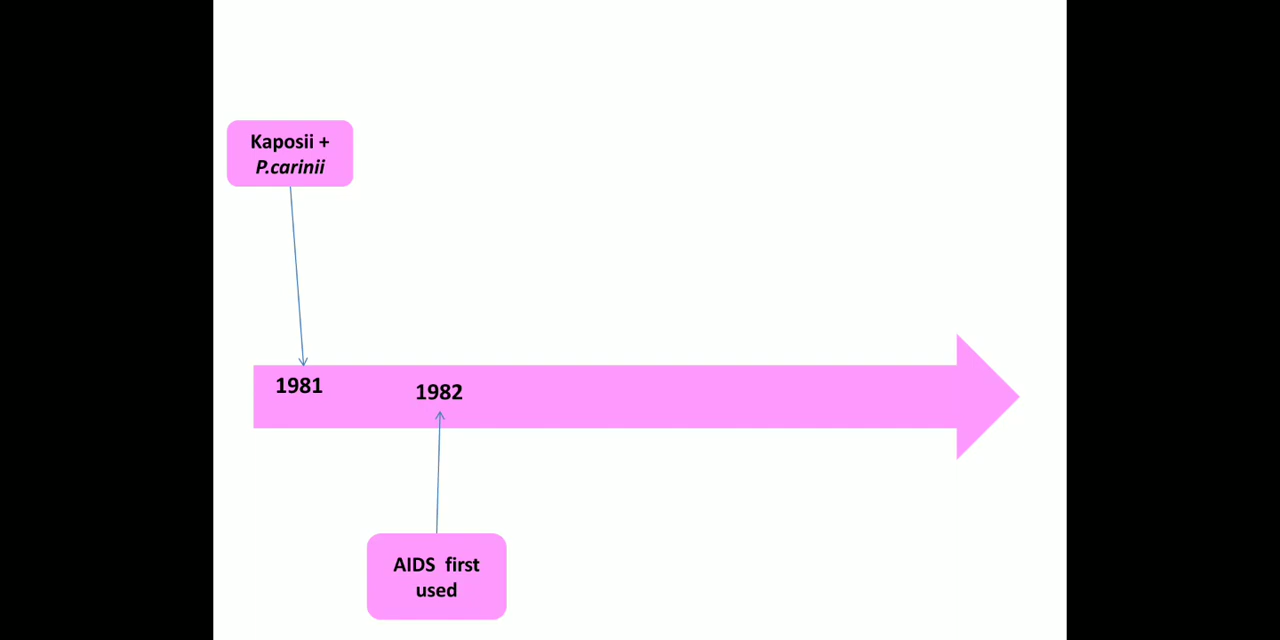 Kaposii +
P.carinii
1981
1982
AIDS  first
used